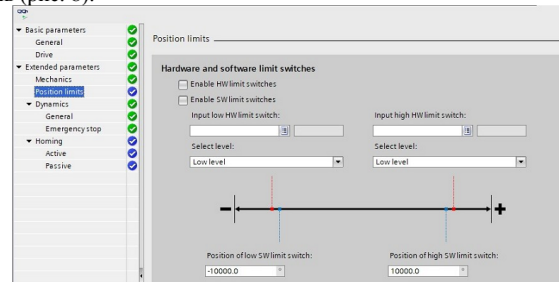 (рис. 8).
Basic parameters
General
Drive
Extended parameters
Mechanics
Position limits
Dynamics
General
Emergency stop
Homing
Active
Passive
Position limits
Hardware and software limit switches
Enable HW limit switches
Enable SW limit switches
Input low HW limit switch:
Input high HW limit switch:
Select level:
Select level:
Low level
Low level
Position of low SW limit switch:
Position of high SW limit switch:
-10000.0 °
10000.0 °